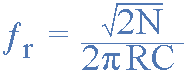 f_r = √2N / 2πRC